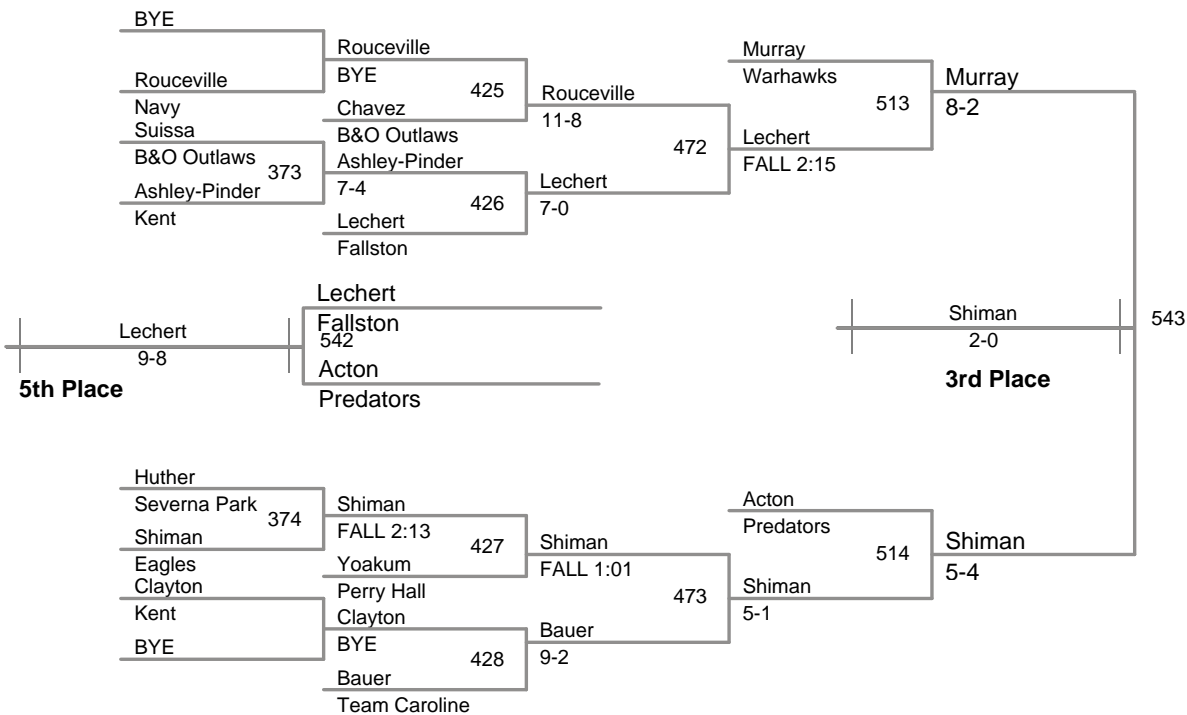 BYE
Rouceville
Navy
Suissa
B&O Outlaws
373
Ashley-Pinder
Kent
Rouceville
BYE
425
Chavez
B&O Outlaws
Ashley-Pinder
7-4
426
Lechert
Fallston
Rouceville
11-8
472
Lechert
7-0
Murray
Warhawks
513
Lechert
FALL 2:15
Murray
8-2
Lechert
9-8
5th Place
Lechert
Fallston
542
Acton
Predators
Shiman
2-0
3rd Place
543
Huther
Severna Park
374
Shiman
Eagles
Clayton
Kent
BYE
Shiman
FALL 2:13
427
Yoakum
Perry Hall
Clayton
BYE
428
Bauer
Team Caroline
Shiman
FALL 1:01
473
Bauer
9-2
Acton
Predators
514
Shiman
5-1
Shiman
5-4